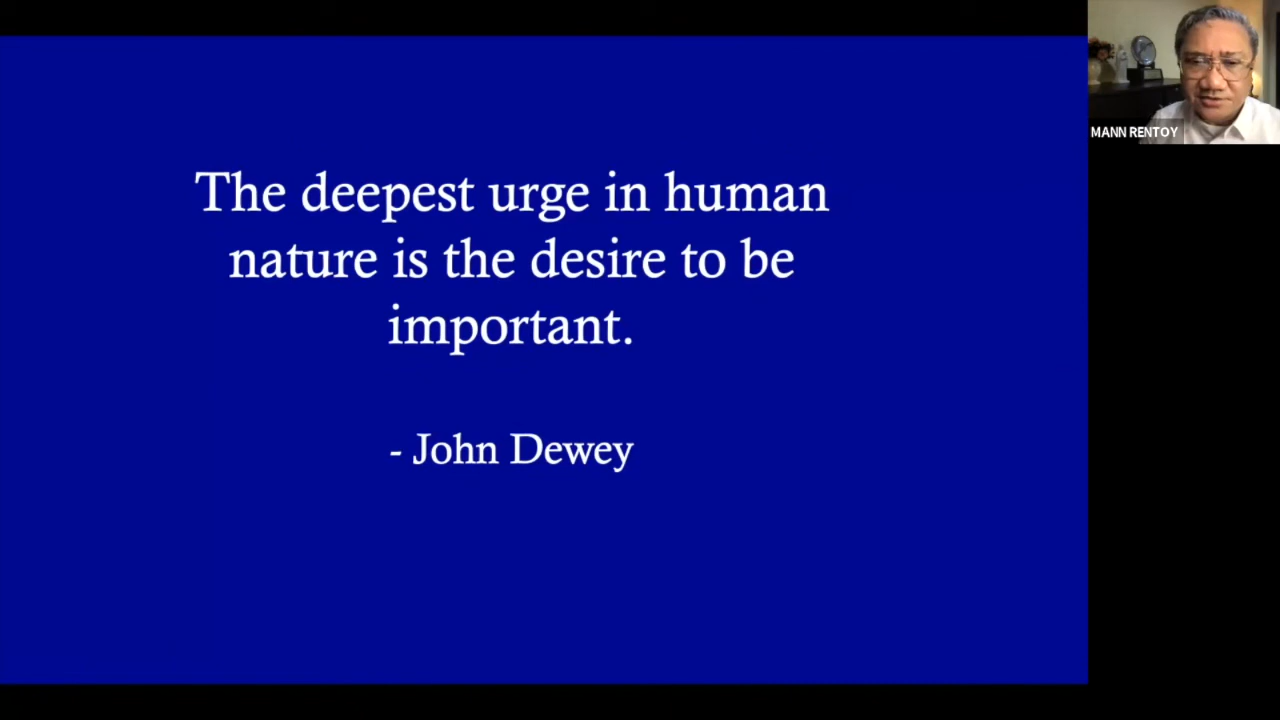 The deepest urge in human
nature is the desire to be
important.
- John Dewey
MANN RENTOY